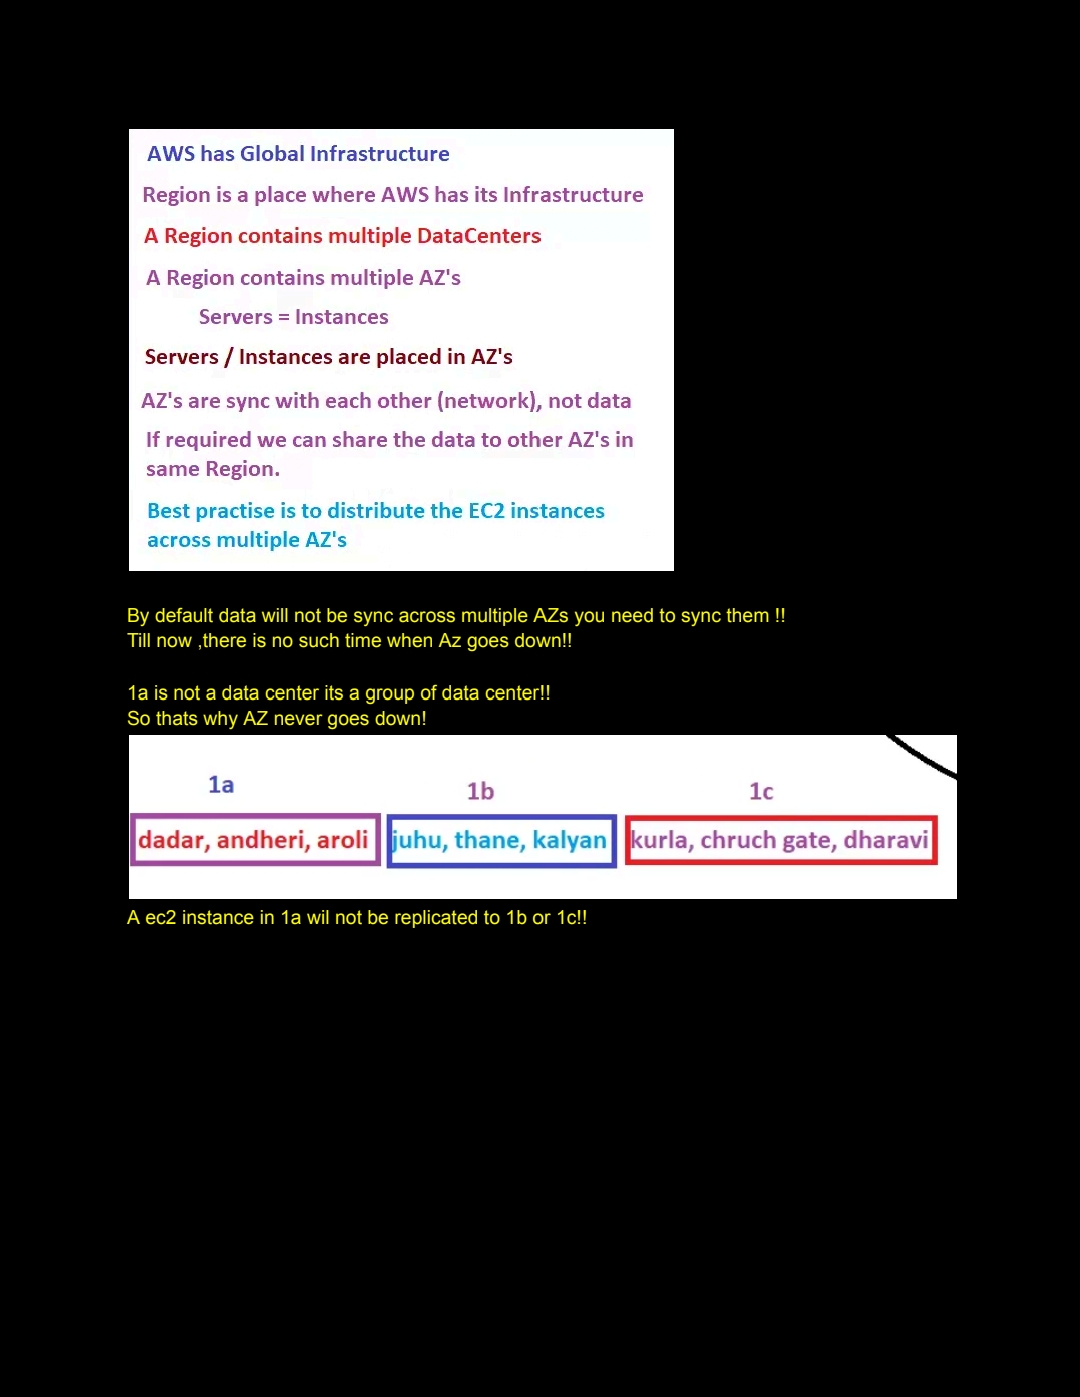 AWS has Global Infrastructure
Region is a place where AWS has its Infrastructure
A Region contains multiple DataCenters
A Region contains multiple AZ's
Servers = Instances
Servers / Instances are placed in AZ's
AZ's are sync with each other (network), not data
If required we can share the data to other AZ's in
same Region.
Best practise is to distribute the EC2 instances
across multiple AZ's
By default data will not be sync across multiple AZs you need to sync them !!
Till now ,there is no such time when Az goes down!!
1a is not a data center its a group of data center!!
So thats why AZ never goes down!
1a 1b 1c
dadar, andheri, aroli juhu, thane, kalyan kurla, chruch gate, dharavi
A ec2 instance in 1a wil not be replicated to 1b or 1c!!